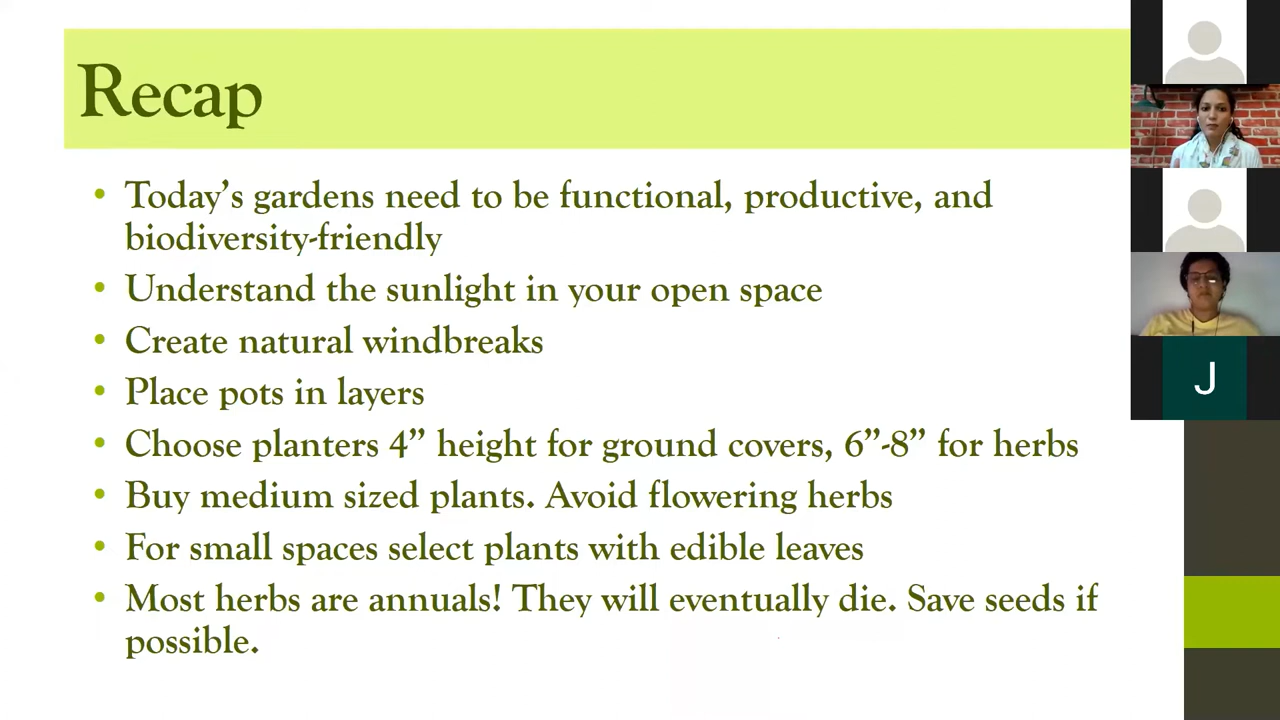 Recap
• Today’s gardens need to be functional, productive, and
biodiversity-friendly
• Understand the sunlight in your open space
• Create natural windbreaks
• Place pots in layers
• Choose planters 4” height for ground covers, 6”-8” for herbs
• Buy medium sized plants. Avoid flowering herbs
• For small spaces select plants with edible leaves
• Most herbs are annuals! They will eventually die. Save seeds if
possible.
J